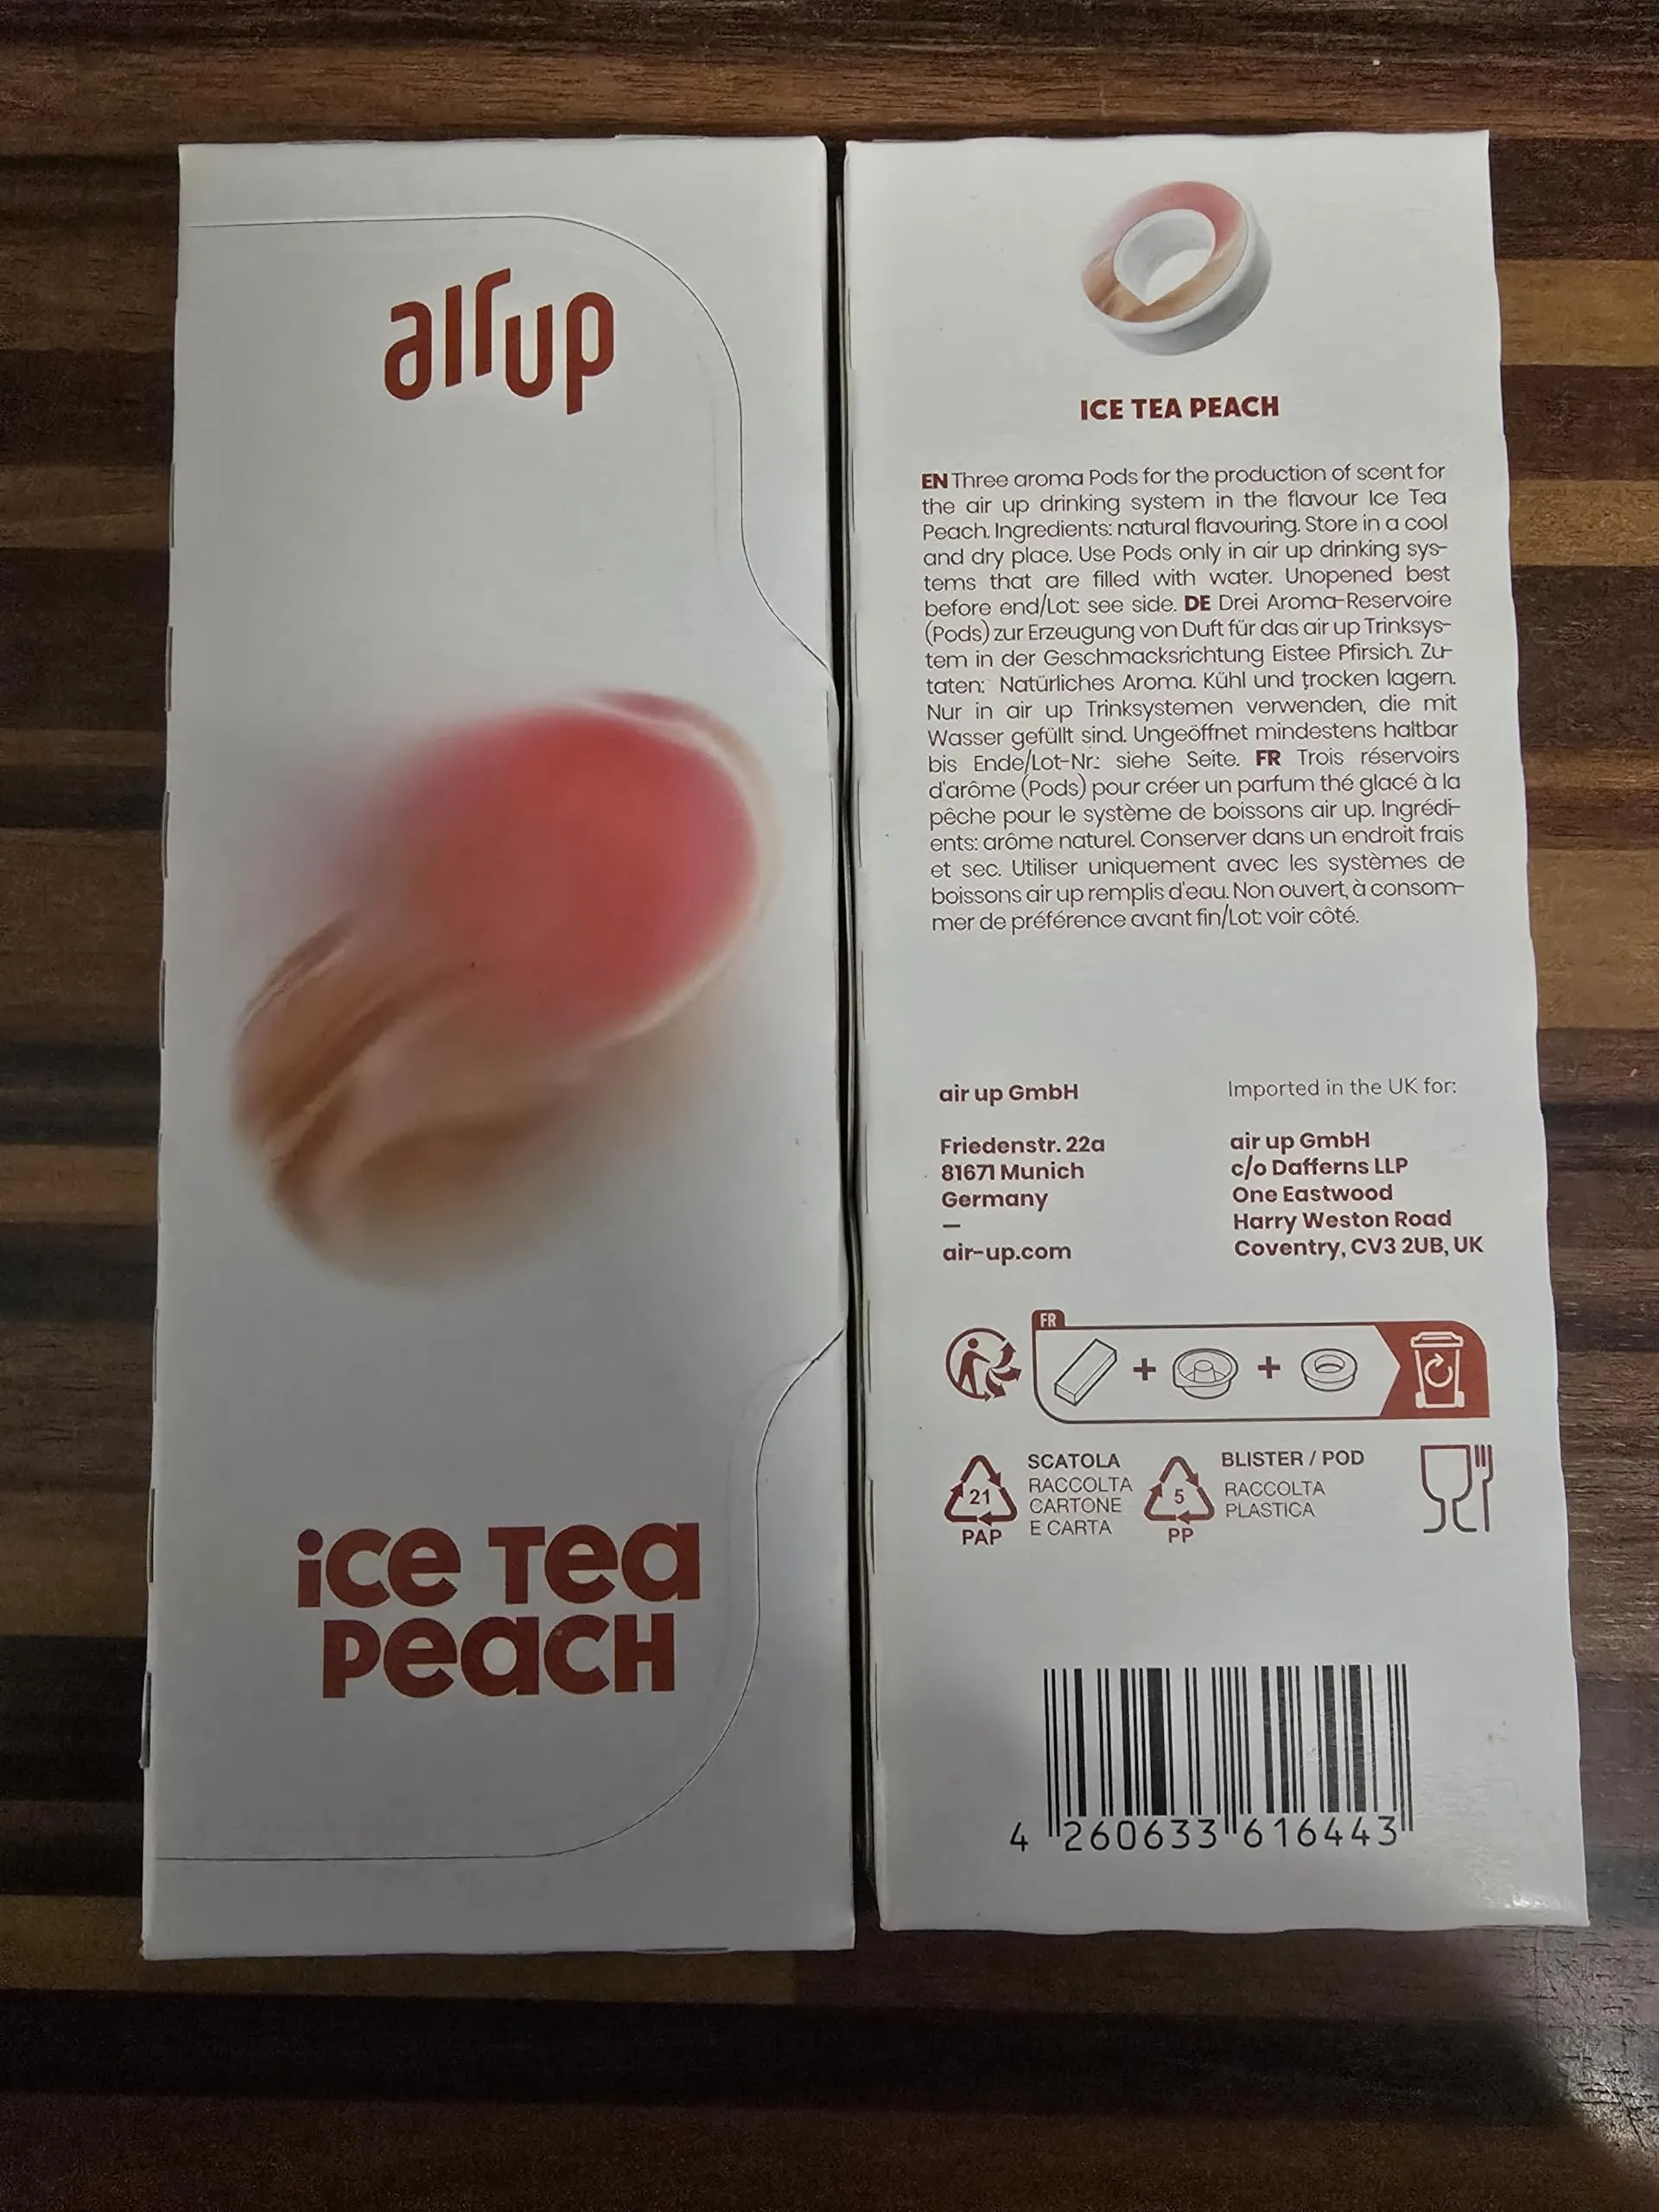 air up
ice Tea
Peach
ICE TEA PEACH
EN Three aroma Pods for the production of scent for
the air up drinking system in the flavour Ice Tea
Peach. Ingredients: natural flavouring. Store in a cool
and dry place. Use Pods only in air up drinking sys-
tems that are filled with water. Unopened best
before end/Lot: see side. DE Drei Aroma-Reservoire
(Pods) zur Erzeugung von Duft für das air up Trinksys-
tem in der Geschmacksrichtung Eistee Pfirsich. Zu-
taten: Natürliches Aroma. Kühl und trocken lagern.
Nur in air up Trinksystemen verwenden, die mit
Wasser gefüllt sind. Ungeöffnet mindestens haltbar
bis Ende/Lot-Nr.: siehe Seite. FR Trois réservoirs
d'arôme (Pods) pour créer un parfum thé glacé à la
pêche pour le système de boissons air up. Ingrédi-
ents: arôme naturel. Conserver dans un endroit frais
et sec. Utiliser uniquement avec les systèmes de
boissons air up remplis d'eau. Non ouvert, à consom-
mer de préférence avant fin/Lot: voir côté.
air up GmbH
Friedenstr. 22a
81671 Munich
Germany
—
air-up.com
Imported in the UK for:
air up GmbH
c/o Dafferns LLP
One Eastwood
Harry Weston Road
Coventry, CV3 2UB, UK
FR
+ +
21
PAP
SCATOLA
RACCOLTA
CARTONE
E CARTA
5
PP
BLISTER / POD
RACCOLTA
PLASTICA
4 260633 616443